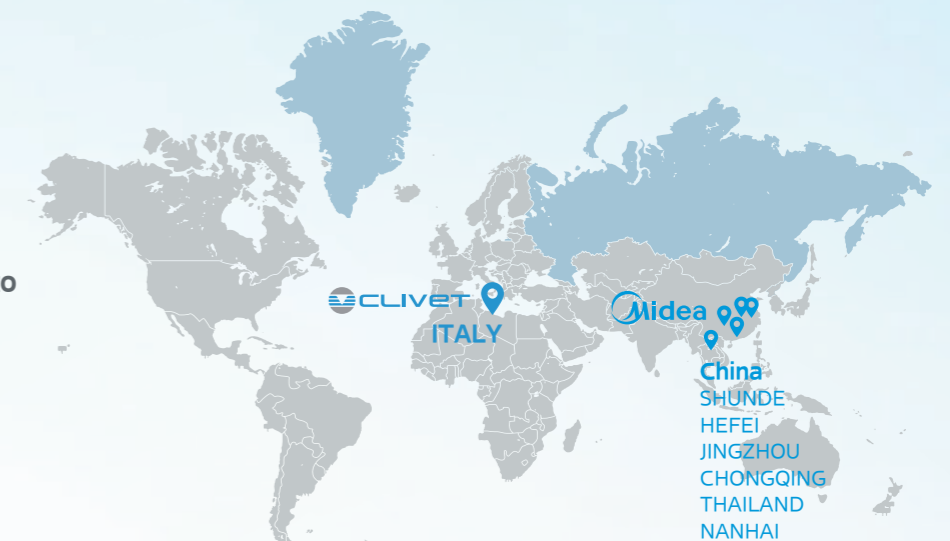 o
CLIVET
ITALY
Midea
China
SHUNDE
HEFEI
JINGZHOU
CHONGQING
THAILAND
NANHAI